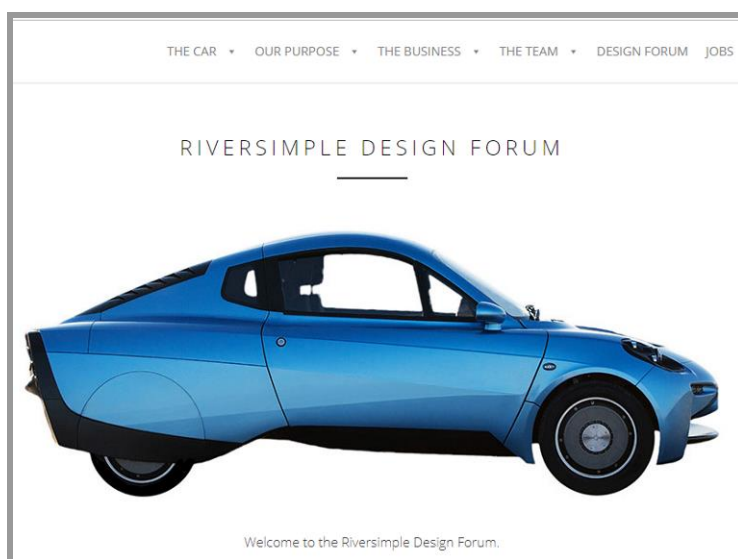 THE CAR OUR PURPOSE THE BUSINESS THE TEAM DESIGN FORUM JOBS
RIVERSIMPLE DESIGN FORUM
Welcome to the Riversimple Design Forum.